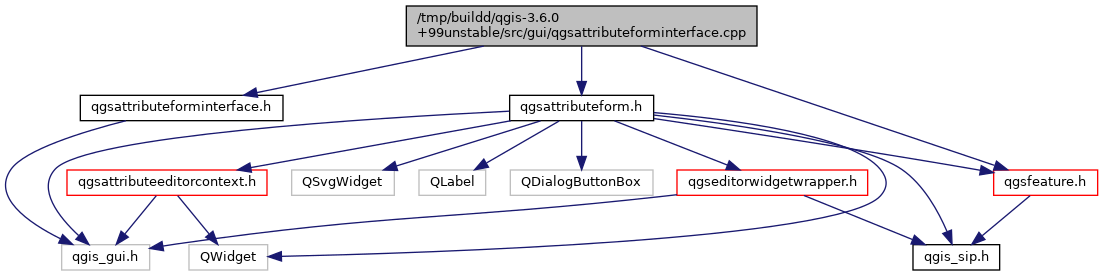 /tmp/buildd/qgis-3.6.0
+99unstable/src/gui/qgsattributeforminterface.cpp
qgsattributeforminterface.h
qgsattributeform.h
qgsattributeeditorcontext.h
QSvgWidget
QLabel
QDialogButtonBox
qgseditorwidgetwrapper.h
qgsfeature.h
qgis_gui.h
QWidget
qgis_sip.h